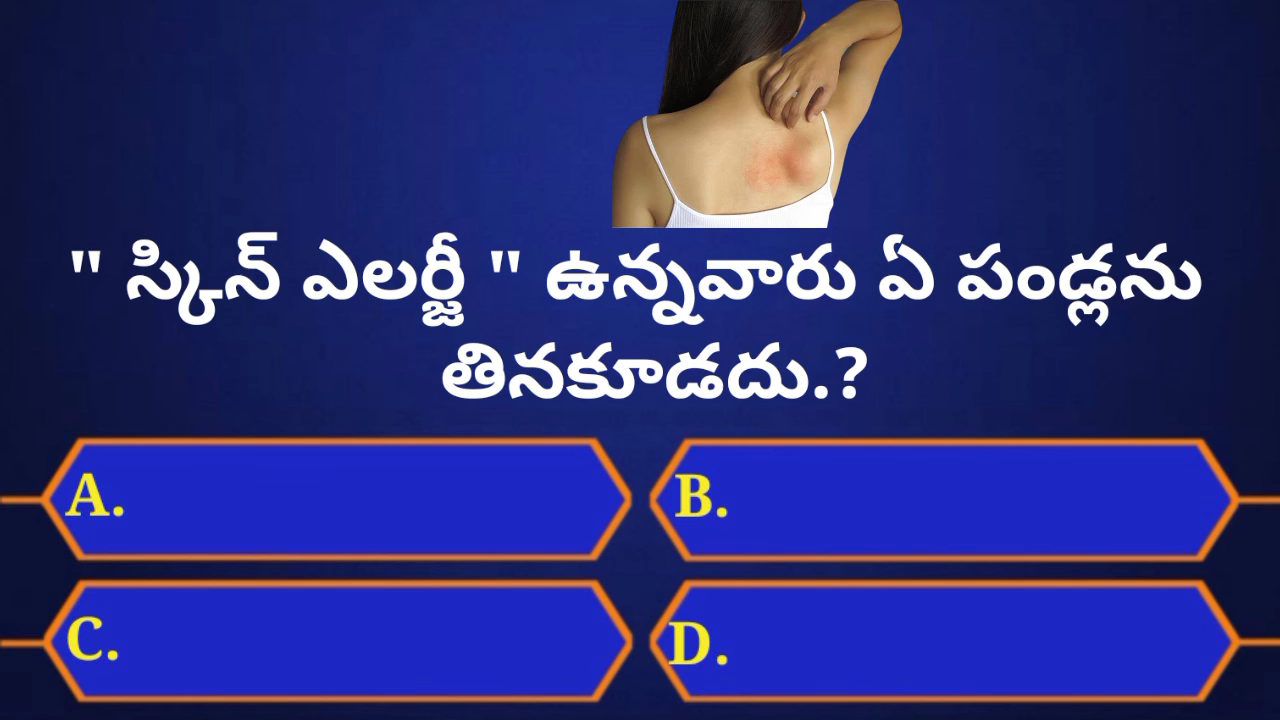 " స్కిన్ ఎలర్జీ " ఉన్నవారు ఏ పండ్లను
తినకూడదు.?
A.
B.
C.
D.